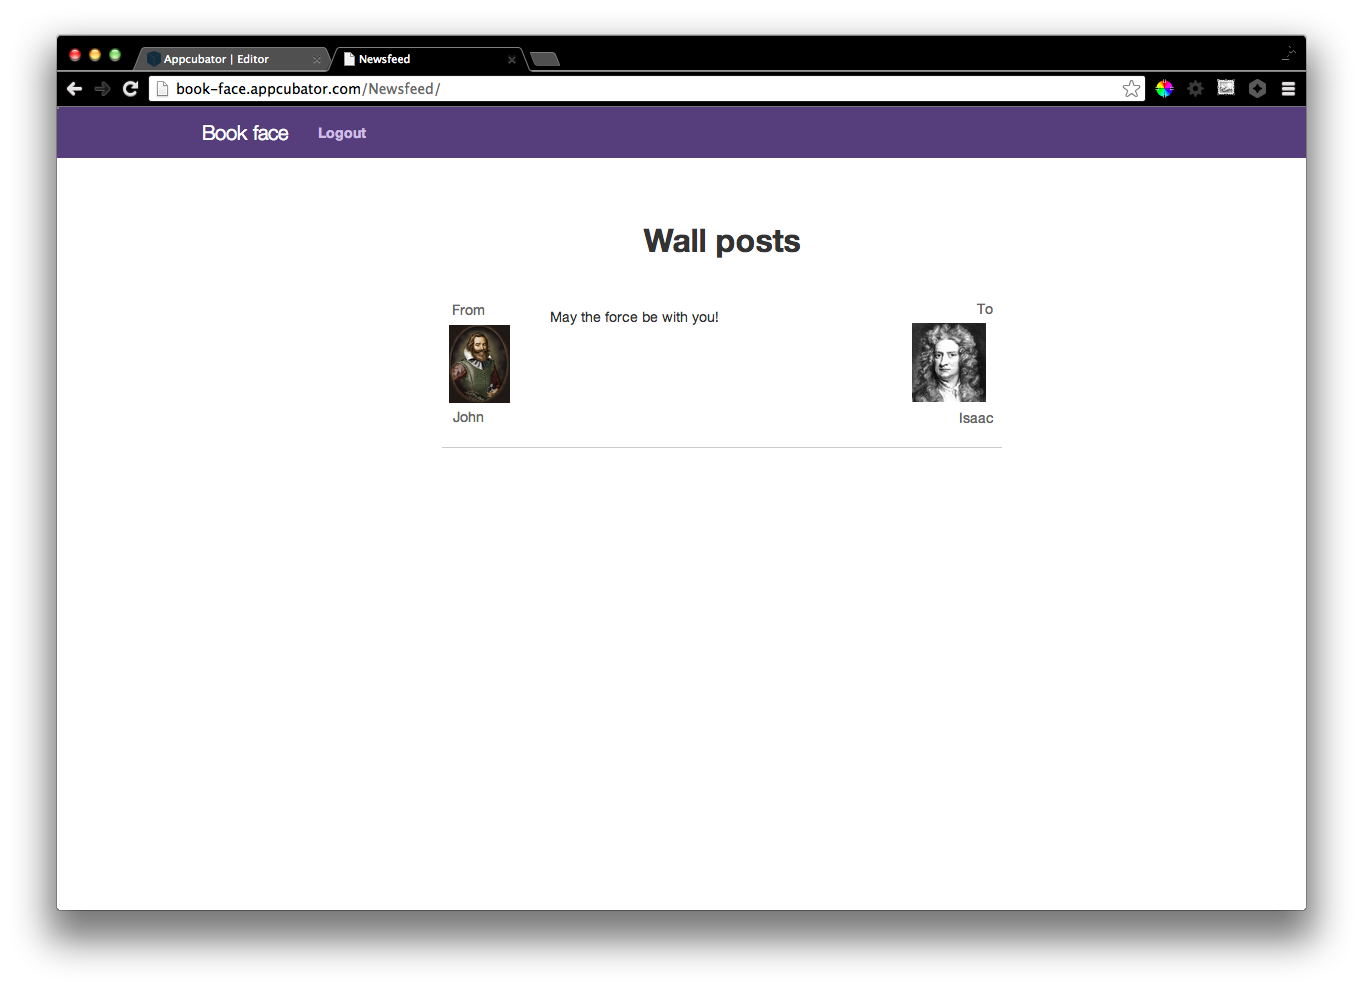 Appcubator | Editor
Newsfeed
book-face.appcubator.com/Newsfeed/
Book face
Logout
Wall posts
From
May the force be with you!
To
John
Isaac